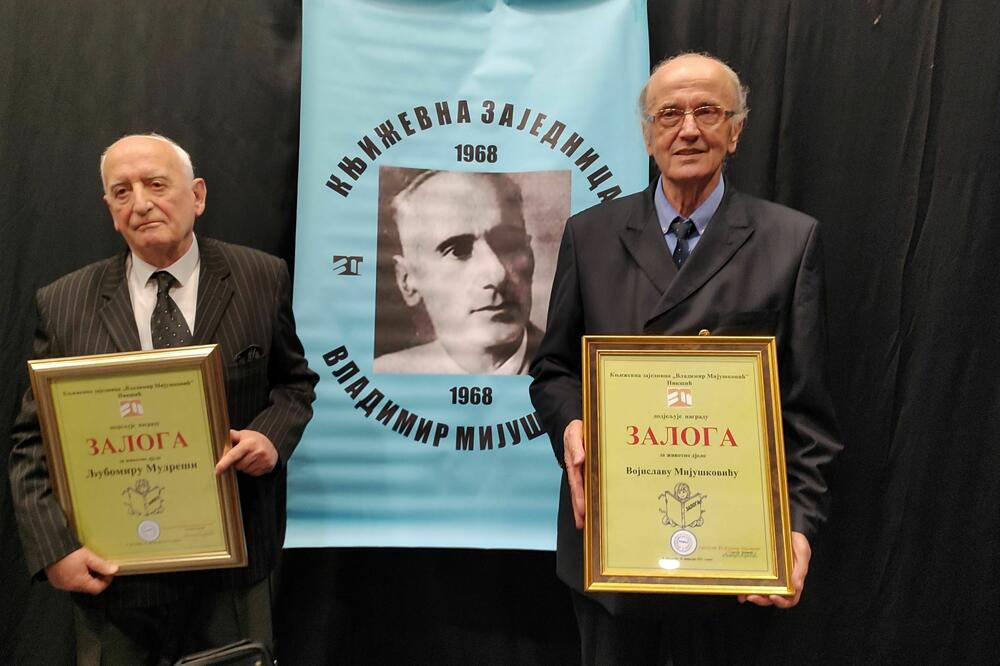 КЊИЖЕВНА ЗАЈЕДНИЦА
1968
1968
ВЛАДИМИР МИЈУШ
Књижевна заједница „Владимир Мијушковић"
Никшић
додјељује награду
ЗАЛОГА
за животно дјело
Љубомиру Мудреши
Књижевна заједница „Владимир Мијушковић"
Никшић
додјељује награду
ЗАЛОГА
за животно дјело
Војиславу Мијушковићу
ЗАЛОГА